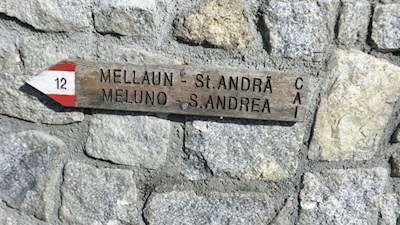 12
MELLAUN - St.ANDRÄ
MELUNO - S.ANDREA
CAI